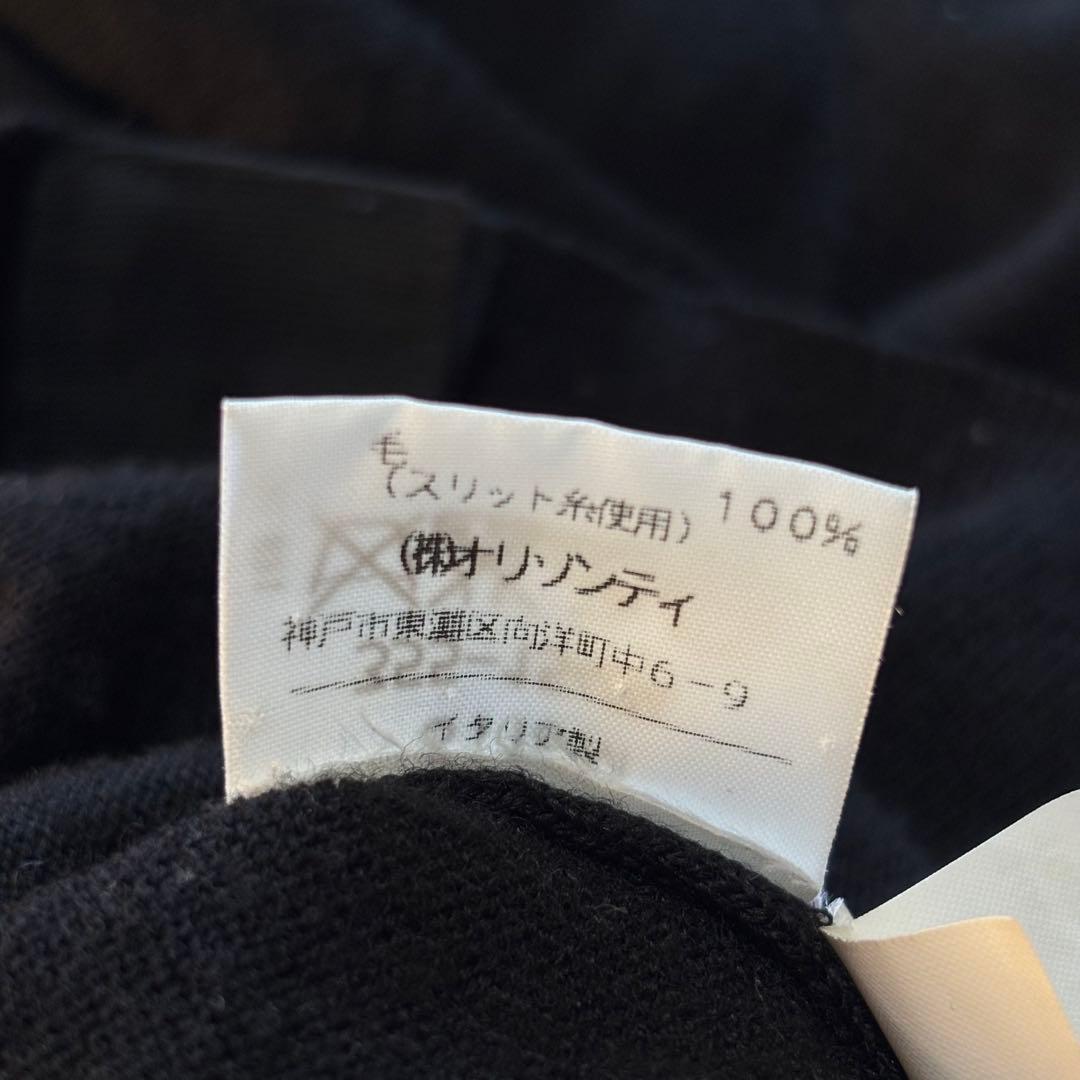 毛 100%
(スリット糸使用)
(株)オリゾンティ
神戸市東灘区向洋町中6-9
イタリア製